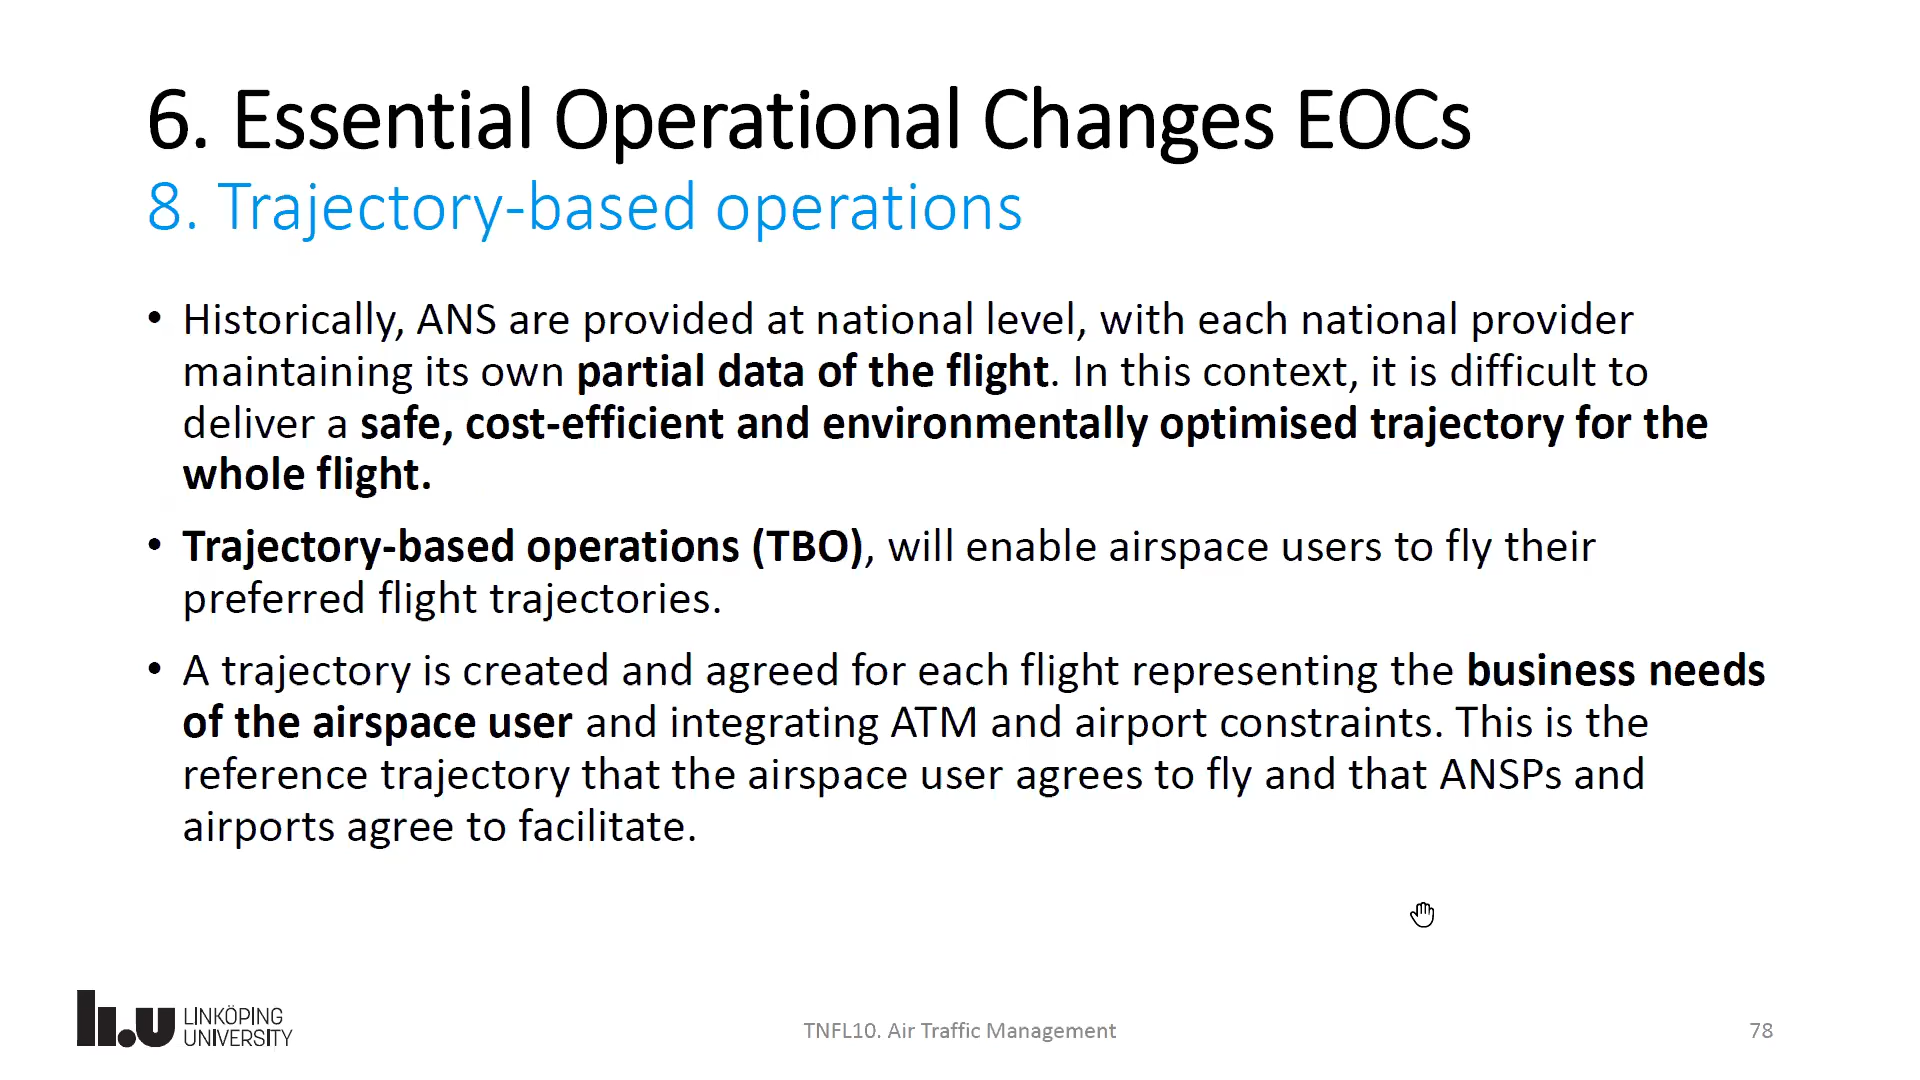 6. Essential Operational Changes EOCs
8. Trajectory-based operations
• Historically, ANS are provided at national level, with each national provider
maintaining its own partial data of the flight. In this context, it is difficult to
deliver a safe, cost-efficient and environmentally optimised trajectory for the
whole flight.
• Trajectory-based operations (TBO), will enable airspace users to fly their
preferred flight trajectories.
• A trajectory is created and agreed for each flight representing the business needs
of the airspace user and integrating ATM and airport constraints. This is the
reference trajectory that the airspace user agrees to fly and that ANSPs and
airports agree to facilitate.
li.u LINKÖPING
UNIVERSITY
TNFL10. Air Traffic Management
78